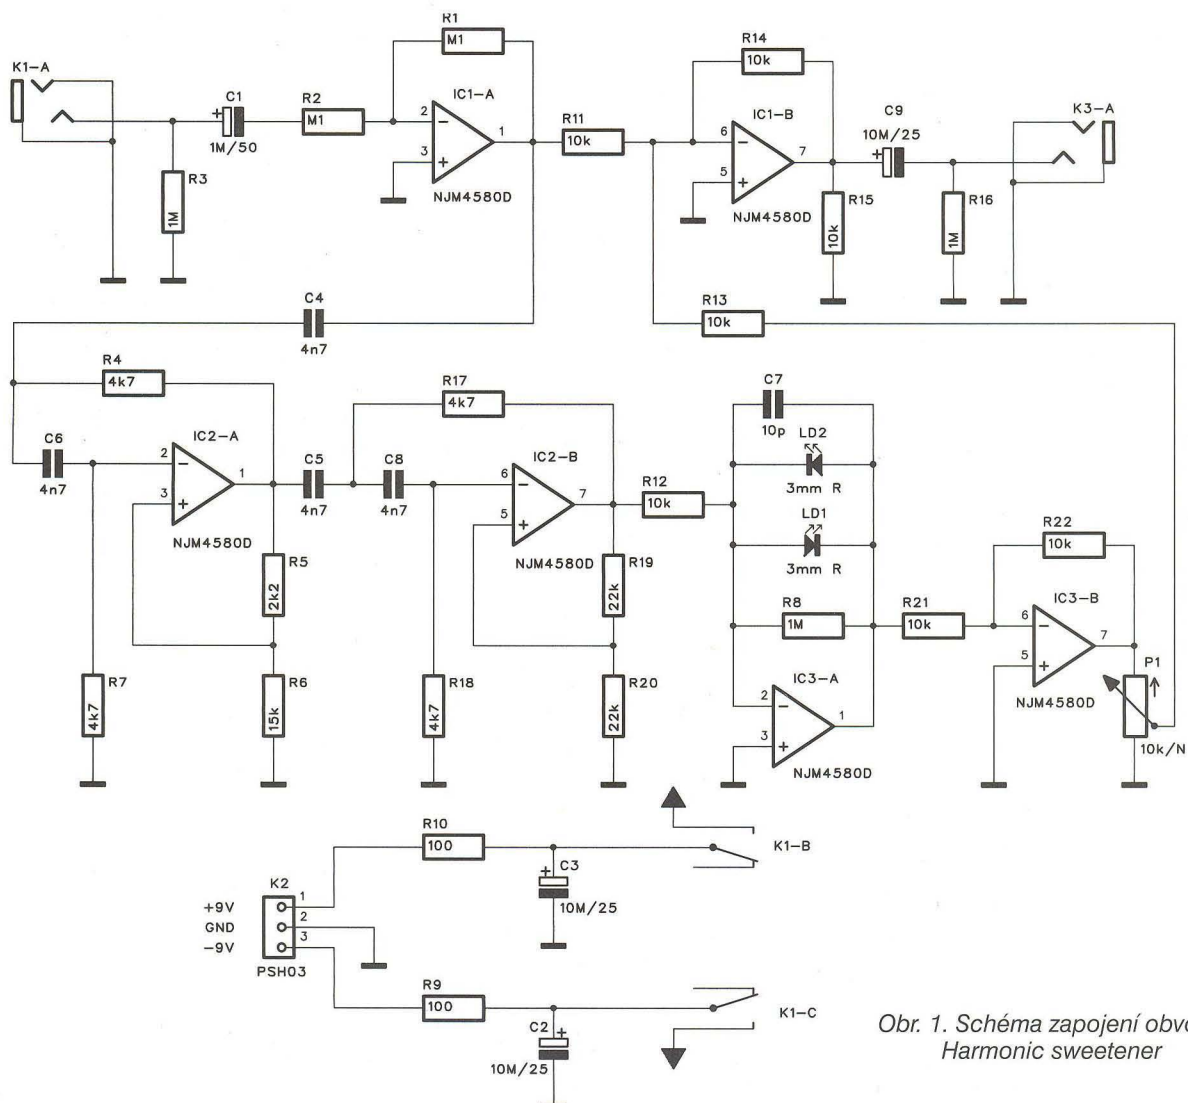 K1-A
C1
1M/50
R3
1M
R2
M1
R1
M1
IC1-A
2
3
1
NJM4580D
R11
10k
R14
10k
IC1-B
6
5
7
NJM4580D
C9
10M/25
R15
10k
R16
1M
K3-A
R13
10k
C4
4n7
R4
4k7
C6
4n7
IC2-A
2
3
1
NJM4580D
R5
2k2
R7
4k7
R6
15k
C5
4n7
R17
4k7
C8
4n7
IC2-B
6
5
7
NJM4580D
R19
22k
R18
4k7
R20
22k
R12
10k
C7
10p
LD2
3mm R
LD1
3mm R
R8
1M
IC3-A
2
3
1
NJM4580D
R21
10k
R22
10k
IC3-B
6
5
7
NJM4580D
P1
10k/N
R10
100
C3
10M/25
K1-B
K2
+9V
GND
-9V
1
2
3
PSH03
R9
100
C2
10M/25
K1-C
Obr. 1. Schéma zapojení
Harmonic sweetener